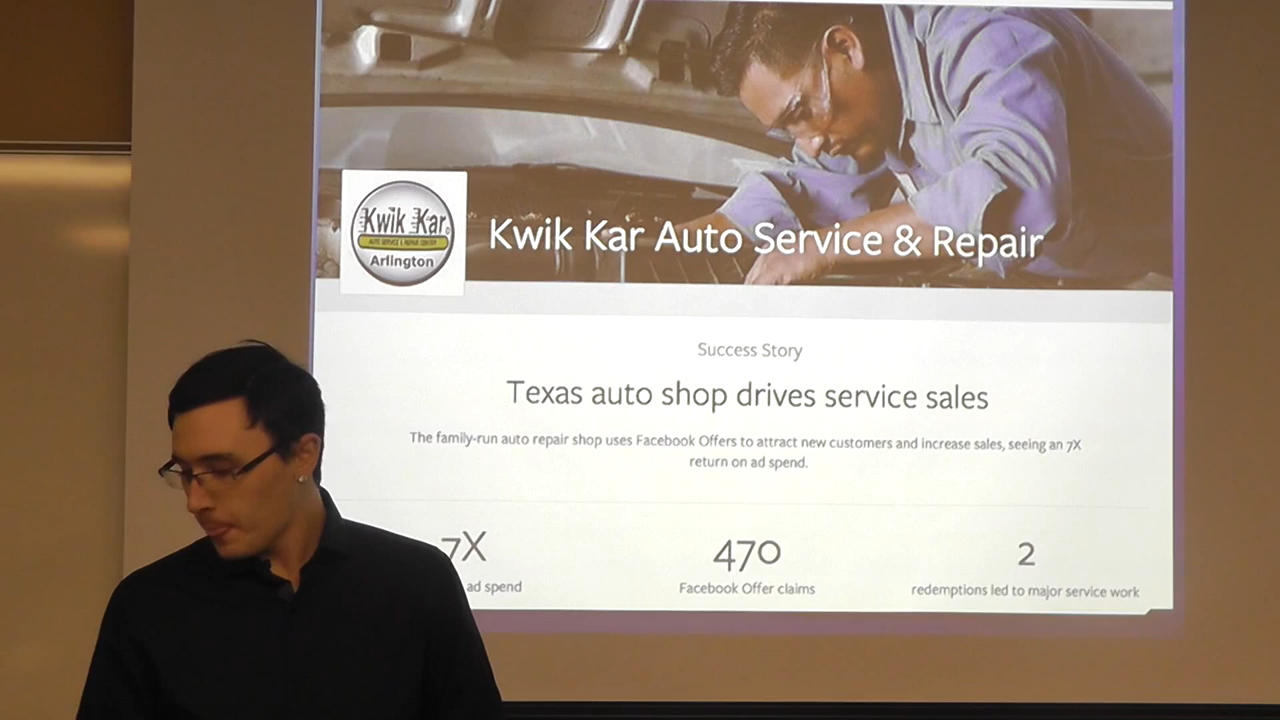 Kwik Kar
AUTO SERVICE & REPAIR CENTER
Arlington
Kwik Kar Auto Service & Repair
Success Story
Texas auto shop drives service sales
The family-run auto repair shop uses Facebook Offers to attract new customers and increase sales, seeing an 7X
return on ad spend.
7X 470 2
ad spend Facebook Offer claims redemptions led to major service work